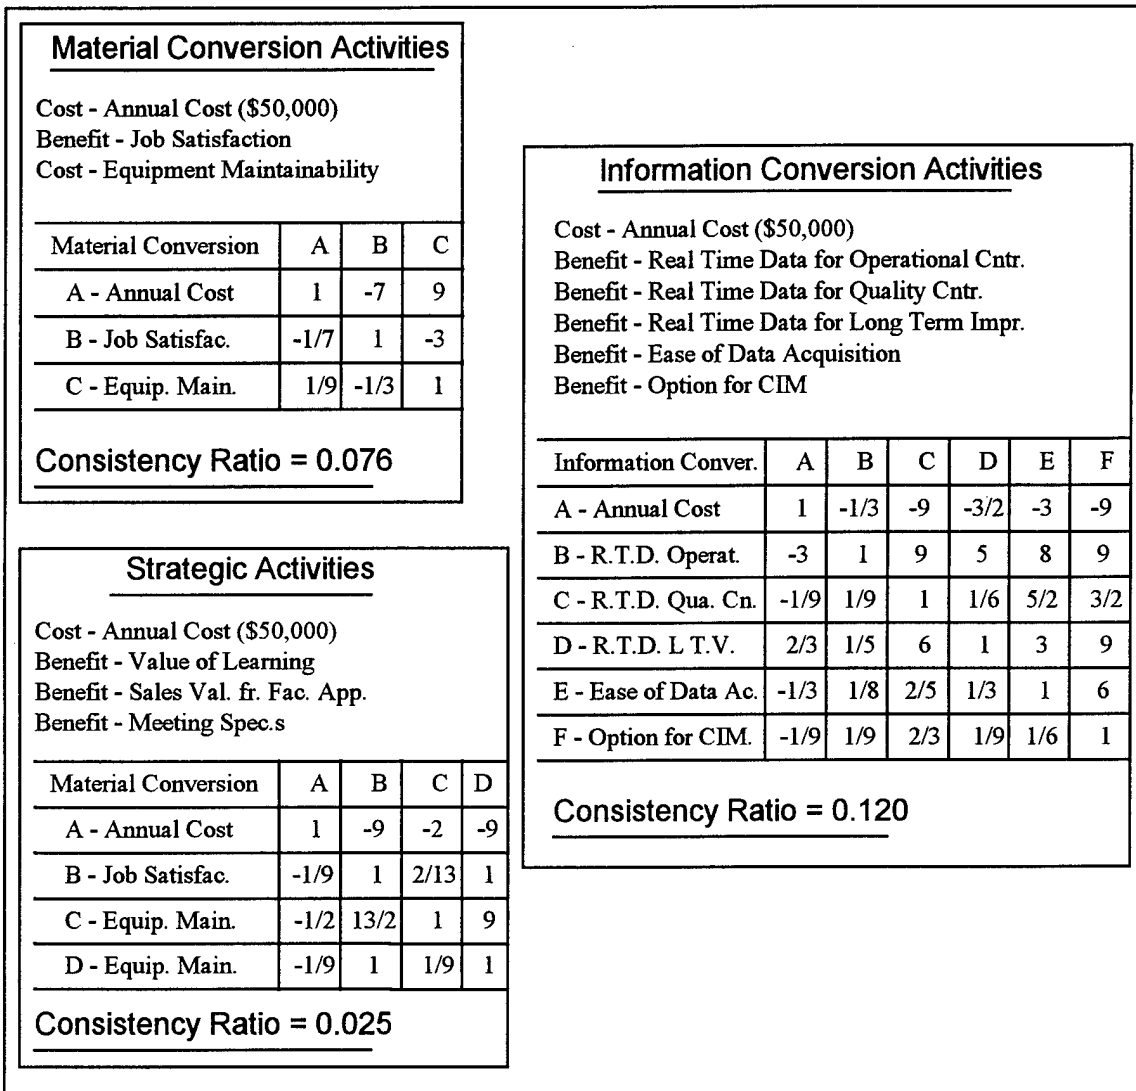 Material Conversion Activities
Cost - Annual Cost ($50,000)
Benefit - Job Satisfaction
Cost - Equipment Maintainability
Material Conversion A B C
A - Annual Cost 1 -7 9
B - Job Satisfac. -1/7 1 -3
C - Equip. Main. 1/9 -1/3 1
Consistency Ratio = 0.076
Strategic Activities
Cost - Annual Cost ($50,000)
Benefit - Value of Learning
Benefit - Sales Val. fr. Fac. App.
Benefit - Meeting Spec.s
Material Conversion A B C D
A - Annual Cost 1 -9 -2 -9
B - Job Satisfac. -1/9 1 2/13 1
C - Equip. Main. -1/2 13/2 1 9
D - Equip. Main. -1/9 1 1/9 1
Consistency Ratio = 0.025
Information Conversion Activities
Cost - Annual Cost ($50,000)
Benefit - Real Time Data for Operational Cntr.
Benefit - Real Time Data for Quality Cntr.
Benefit - Real Time Data for Long Term Impr.
Benefit - Ease of Data Acquisition
Benefit - Option for CIM
Information Conver. A B C D E F
A - Annual Cost 1 -1/3 -9 -3/2 -3 -9
B - R.T.D. Operat. -3 1 9 5 8 9
C - R.T.D. Qua. Cn. -1/9 1/9 1 1/6 5/2 3/2
D - R.T.D. L T.V. 2/3 1/5 6 1 3 9
E - Ease of Data Ac. -1/3 1/8 2/5 1/3 1 6
F - Option for CIM. -1/9 1/9 2/3 1/9 1/6 1
Consistency Ratio = 0.120